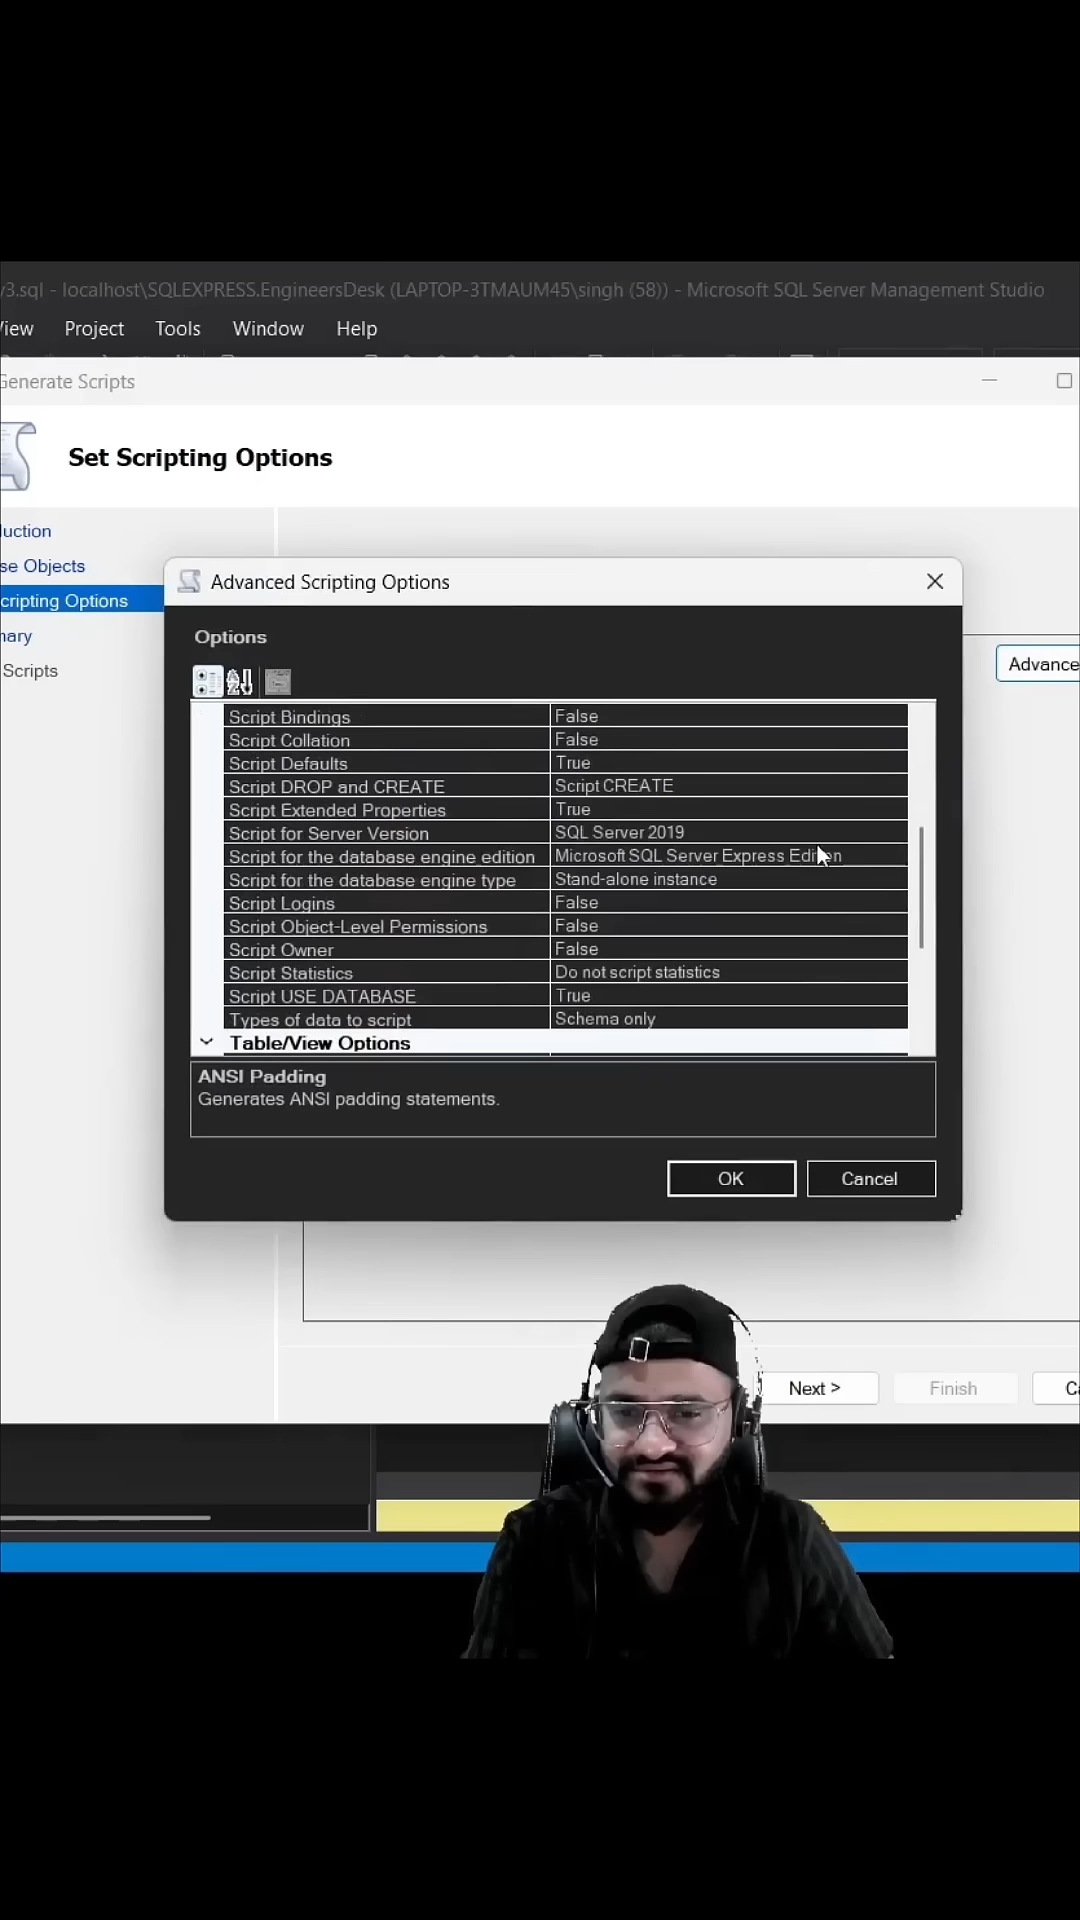 v3.sql - localhost\SQLEXPRESS.EngineersDesk (LAPTOP-3TMAUM45\singh (58)) - Microsoft SQL Server Management Studio
View Project Tools Window Help
Generate Scripts
Set Scripting Options
duction
se Objects
cripting Options
mary
Scripts
Advanced Scripting Options
Options
Advance
Script Bindings False
Script Collation False
Script Defaults True
Script DROP and CREATE Script CREATE
Script Extended Properties True
Script for Server Version SQL Server 2019
Script for the database engine edition Microsoft SQL Server Express Edition
Script for the database engine type Stand-alone instance
Script Logins False
Script Object-Level Permissions False
Script Owner False
Script Statistics Do not script statistics
Script USE DATABASE True
Types of data to script Schema only
Table/View Options
ANSI Padding
Generates ANSI padding statements.
OK Cancel
Next > Finish Ca